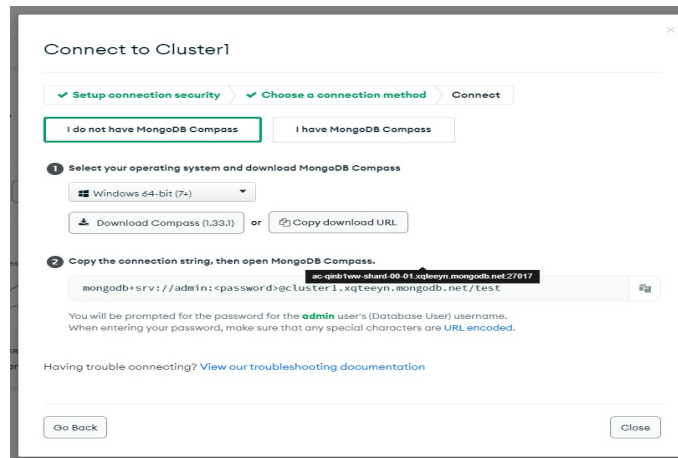 Connect to Cluster1
Setup connection security Choose a connection method Connect
I do not have MongoDB Compass I have MongoDB Compass
1 Select your operating system and download MongoDB Compass
Windows 64-bit (7+)
Download Compass (1.33.1) or Copy download URL
2 Copy the connection string, then open MongoDB Compass.
ac-qinb1ww-shard-00-01.xqteeyn.mongodb.net:27017
mongodb+srv://admin:<password>@cluster1.xqteeyn.mongodb.net/test
You will be prompted for the password for the admin user's (Database User) username.
When entering your password, make sure that any special characters are URL encoded.
Having trouble connecting? View our troubleshooting documentation
Go Back Close